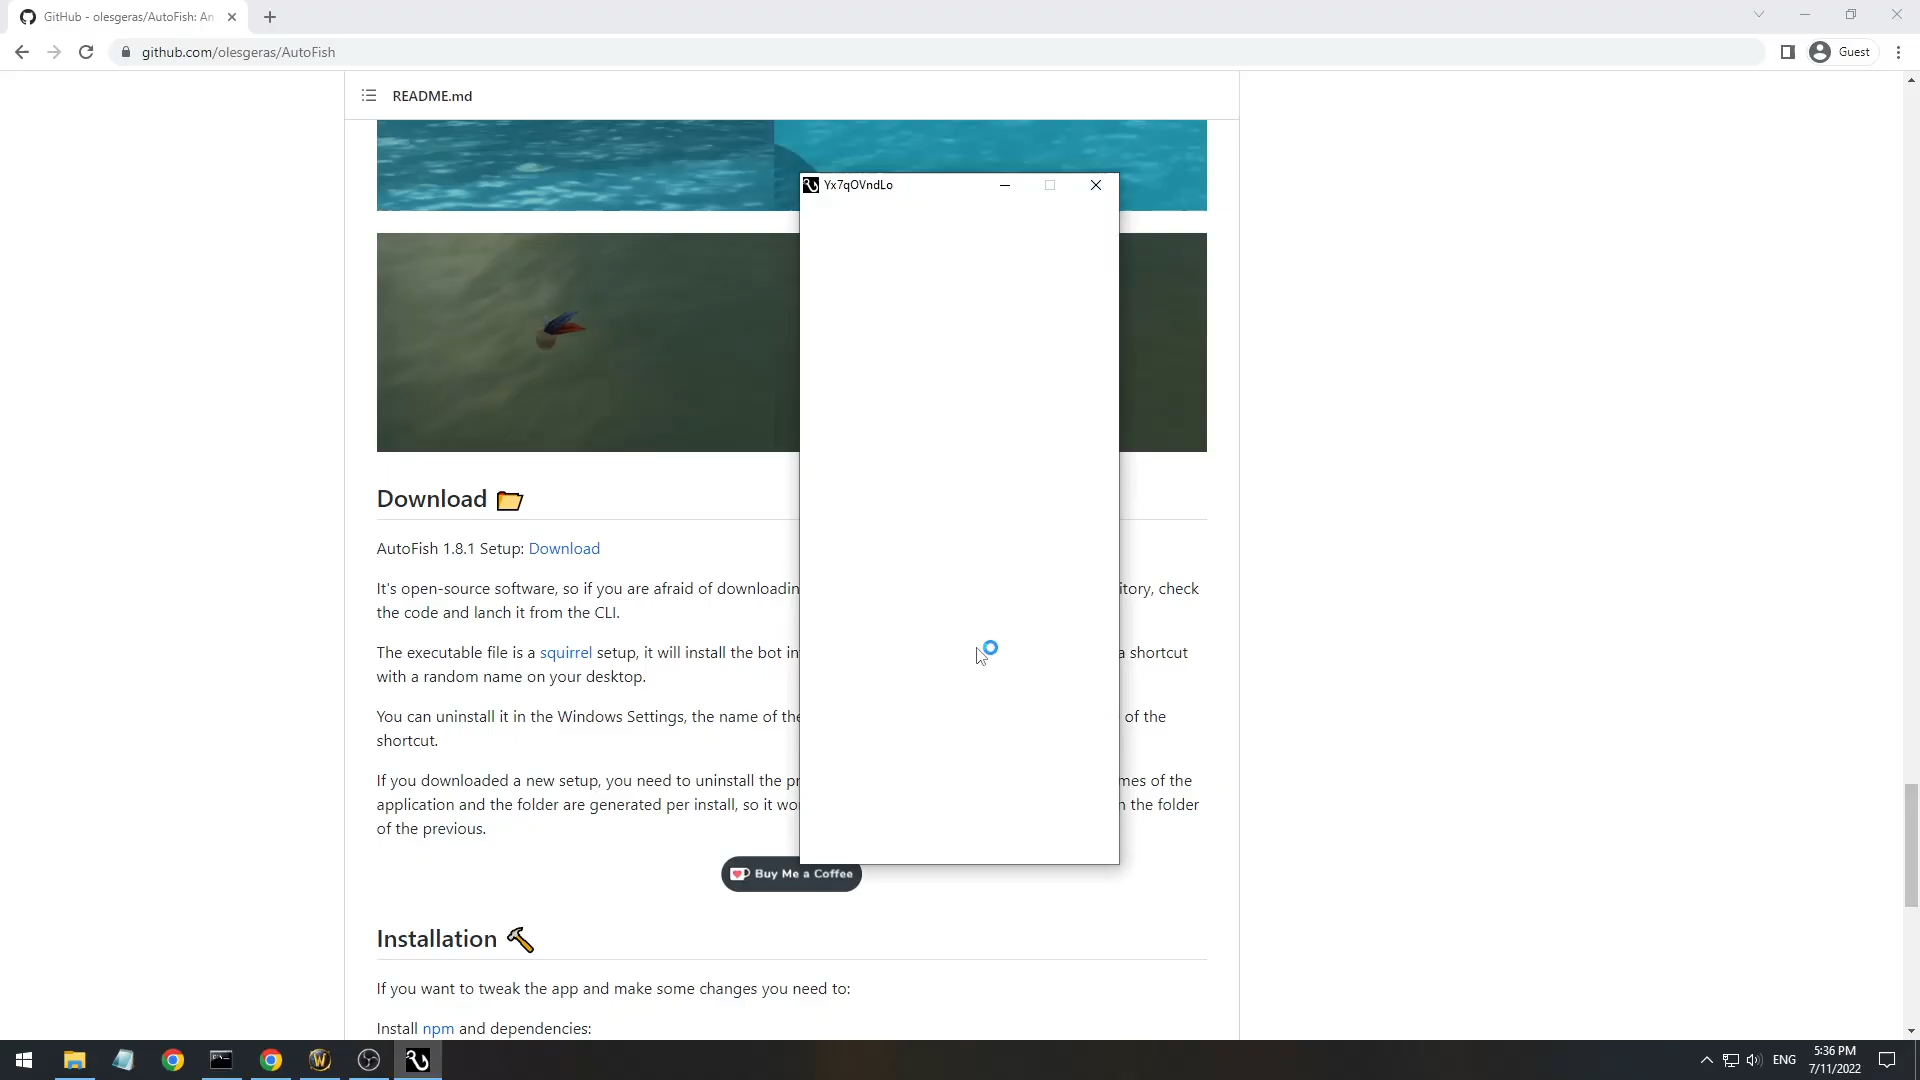 GitHub - olesgeras/AutoFish: An
github.com/olesgeras/AutoFish
Guest
README.md
Yx7qOVndLo
Download
AutoFish 1.8.1 Setup: Download
It's open-source software, so if you are afraid of downloadin
itory, check
the code and lanch it from the CLI.
The executable file is a squirrel setup, it will install the bot in
a shortcut
with a random name on your desktop.
You can uninstall it in the Windows Settings, the name of the
of the
shortcut.
If you downloaded a new setup, you need to uninstall the pr
mes of the
application and the folder are generated per install, so it wo
n the folder
of the previous.
Buy Me a Coffee
Installation
If you want to tweak the app and make some changes you need to:
Install npm and dependencies:
ENG
5:36 PM
7/11/2022